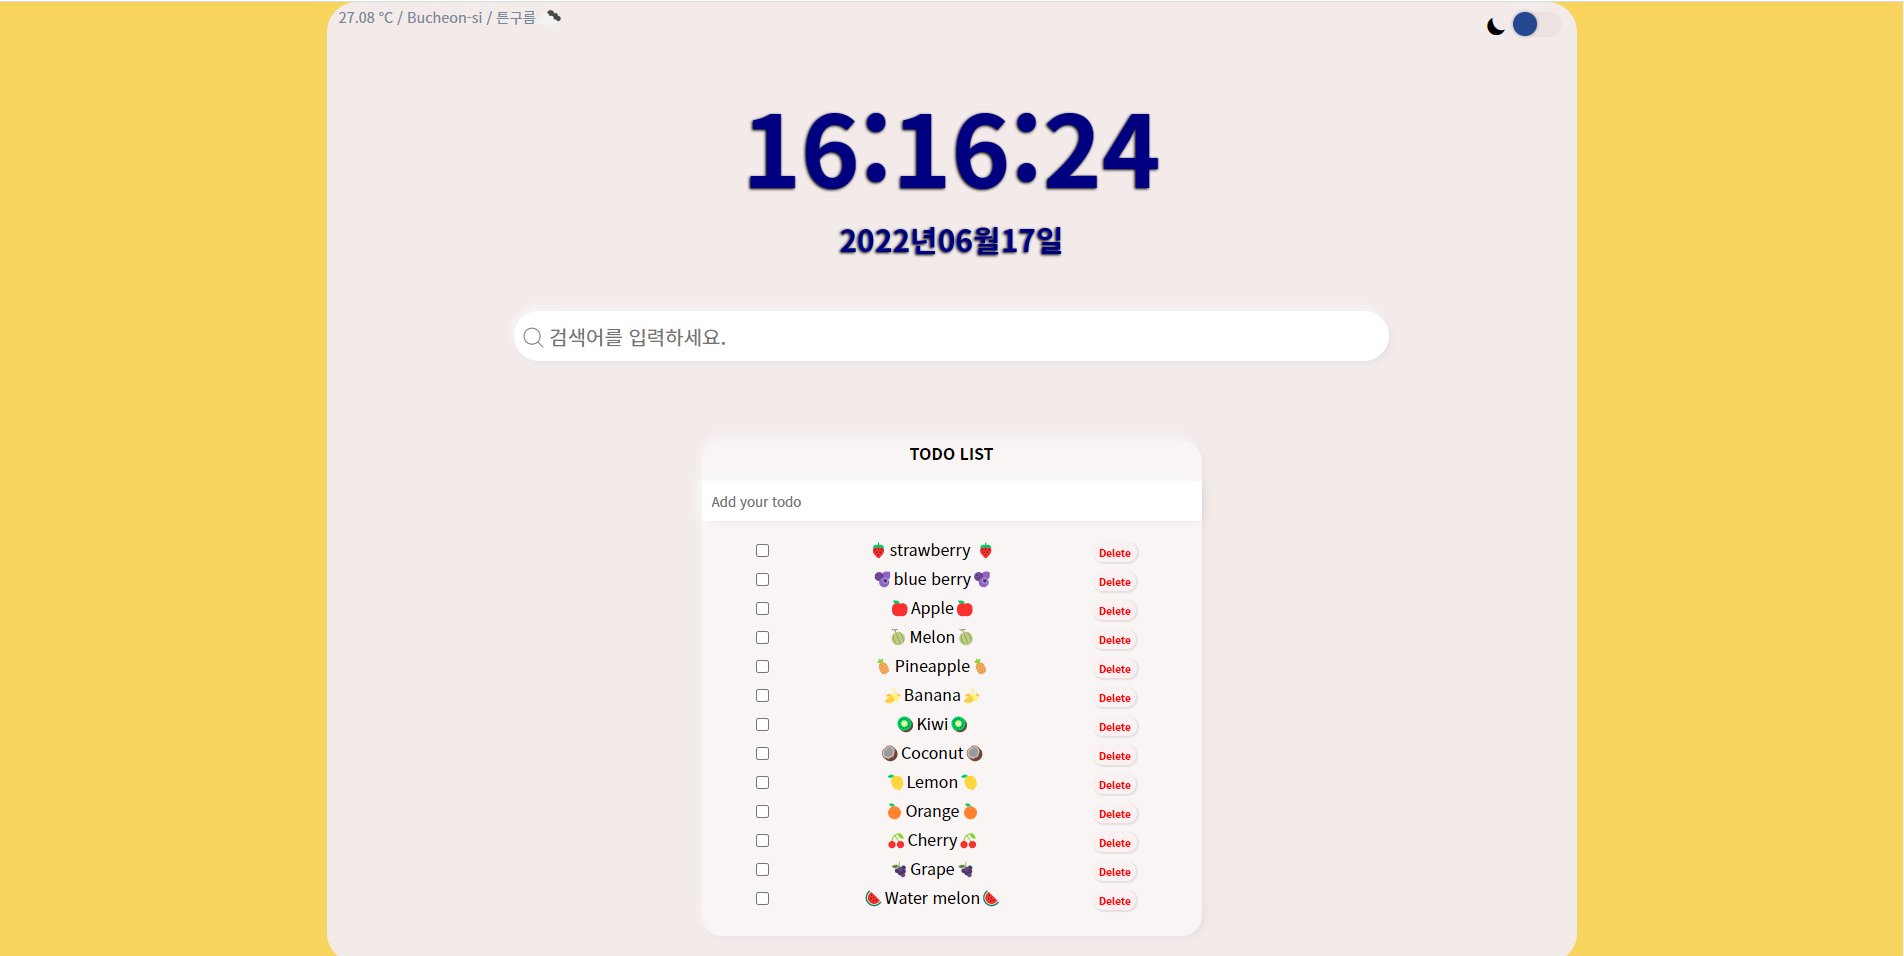 27.08 °C / Bucheon-si / 튼구름
16:16:24
2022년06월17일
검색어를 입력하세요.
TODO LIST
Add your todo
🍓 strawberry 🍓 Delete
🫐 blue berry 🫐 Delete
🍎 Apple 🍎 Delete
🍈 Melon 🍈 Delete
🍍 Pineapple 🍍 Delete
🍌 Banana 🍌 Delete
🥝 Kiwi 🥝 Delete
🥥 Coconut 🥥 Delete
🍋 Lemon 🍋 Delete
🍊 Orange 🍊 Delete
🍒 Cherry 🍒 Delete
🍇 Grape 🍇 Delete
🍉 Water melon 🍉 Delete